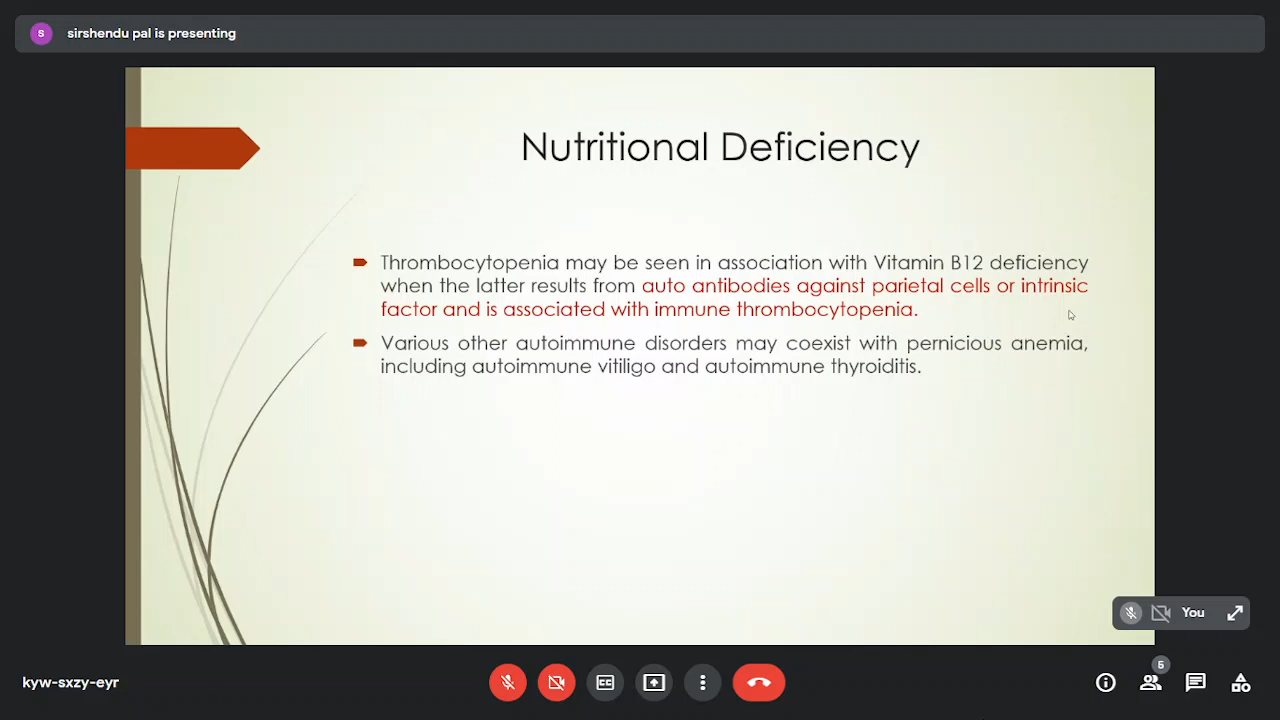 S
sirshendu pal is presenting
Nutritional Deficiency
Thrombocytopenia may be seen in association with Vitamin B12 deficiency
when the latter results from auto antibodies against parietal cells or intrinsic
factor and is associated with immune thrombocytopenia.
Various other autoimmune disorders may coexist with pernicious anemia,
including autoimmune vitiligo and autoimmune thyroiditis.
You
kyw-sxzy-eyr
CC
5